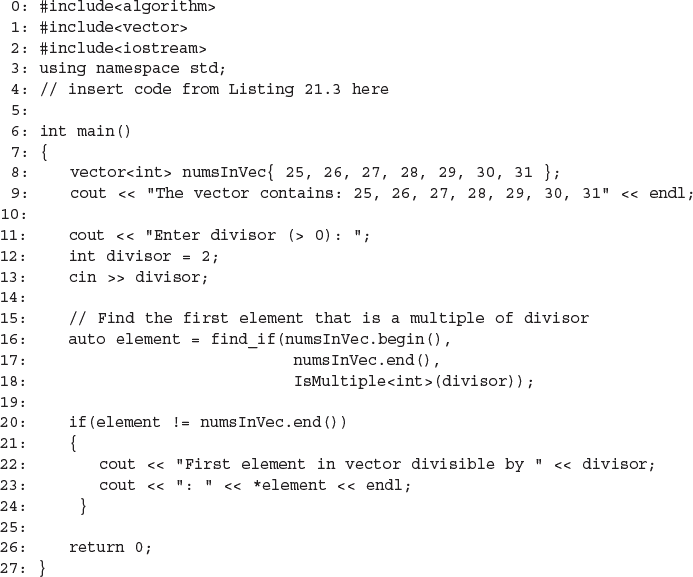 0: #include<algorithm>
1: #include<vector>
2: #include<iostream>
3: using namespace std;
4: // insert code from Listing 21.3 here
5:
6: int main()
7: {
8:    vector<int> numsInVec{ 25, 26, 27, 28, 29, 30, 31 };
9:    cout << "The vector contains: 25, 26, 27, 28, 29, 30, 31" << endl;
10:
11:    cout << "Enter divisor (> 0): ";
12:    int divisor = 2;
13:    cin >> divisor;
14:
15:    // Find the first element that is a multiple of divisor
16:    auto element = find_if(numsInVec.begin(),
17:                           numsInVec.end(),
18:                           IsMultiple<int>(divisor));
19:
20:    if(element != numsInVec.end())
21:    {
22:       cout << "First element in vector divisible by " << divisor;
23:       cout << ": " << *element << endl;
24:     }
25:
26:    return 0;
27: }